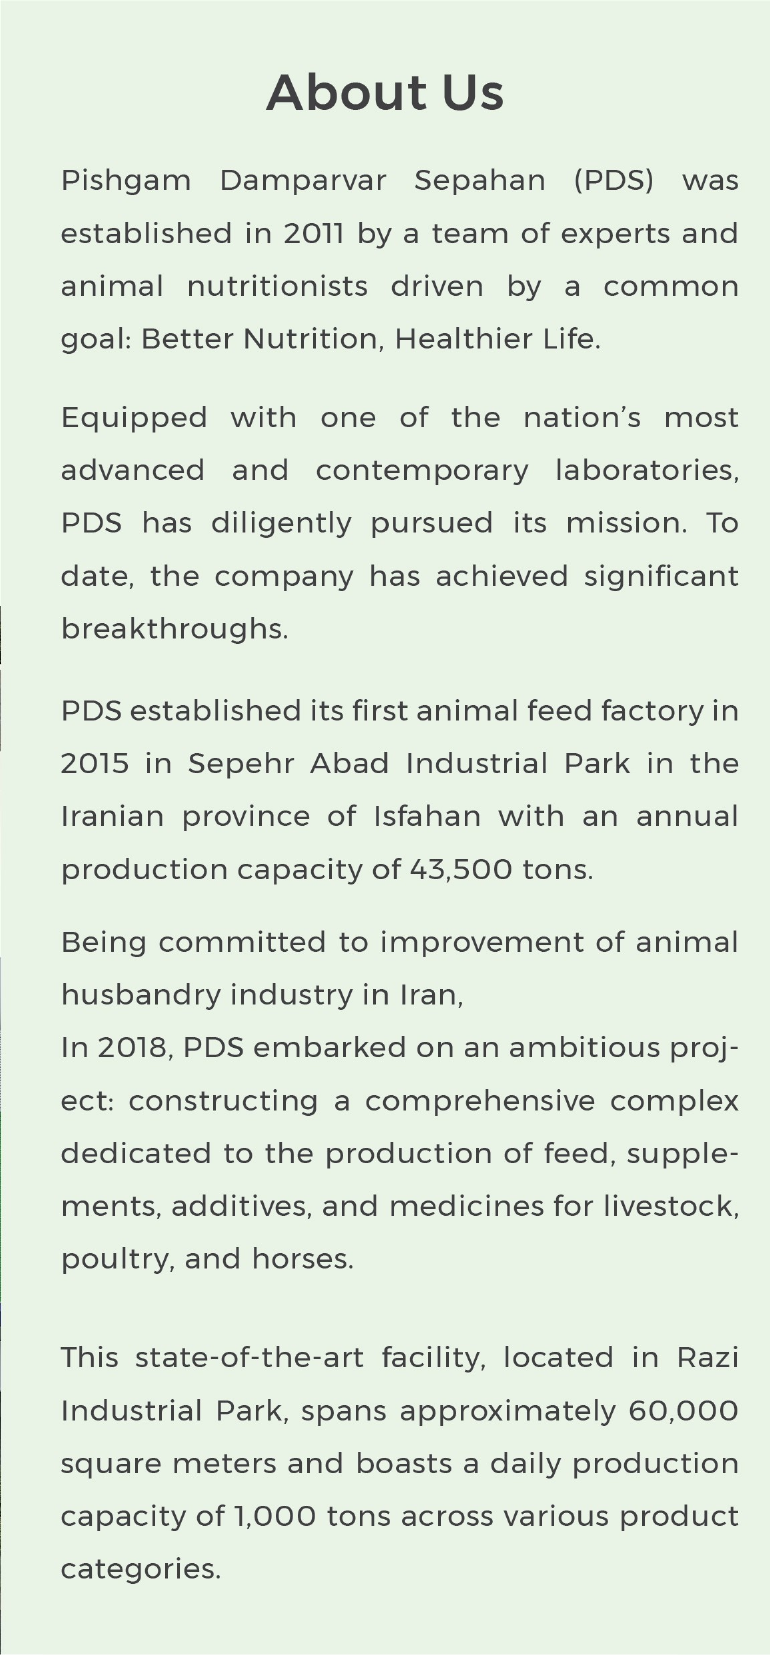 About Us
Pishgam Damparvar Sepahan (PDS) was
established in 2011 by a team of experts and
animal nutritionists driven by a common
goal: Better Nutrition, Healthier Life.
Equipped with one of the nation’s most
advanced and contemporary laboratories,
PDS has diligently pursued its mission. To
date, the company has achieved significant
breakthroughs.
PDS established its first animal feed factory in
2015 in Sepehr Abad Industrial Park in the
Iranian province of Isfahan with an annual
production capacity of 43,500 tons.
Being committed to improvement of animal
husbandry industry in Iran,
In 2018, PDS embarked on an ambitious proj-
ect: constructing a comprehensive complex
dedicated to the production of feed, supple-
ments, additives, and medicines for livestock,
poultry, and horses.
This state-of-the-art facility, located in Razi
Industrial Park, spans approximately 60,000
square meters and boasts a daily production
capacity of 1,000 tons across various product
categories.